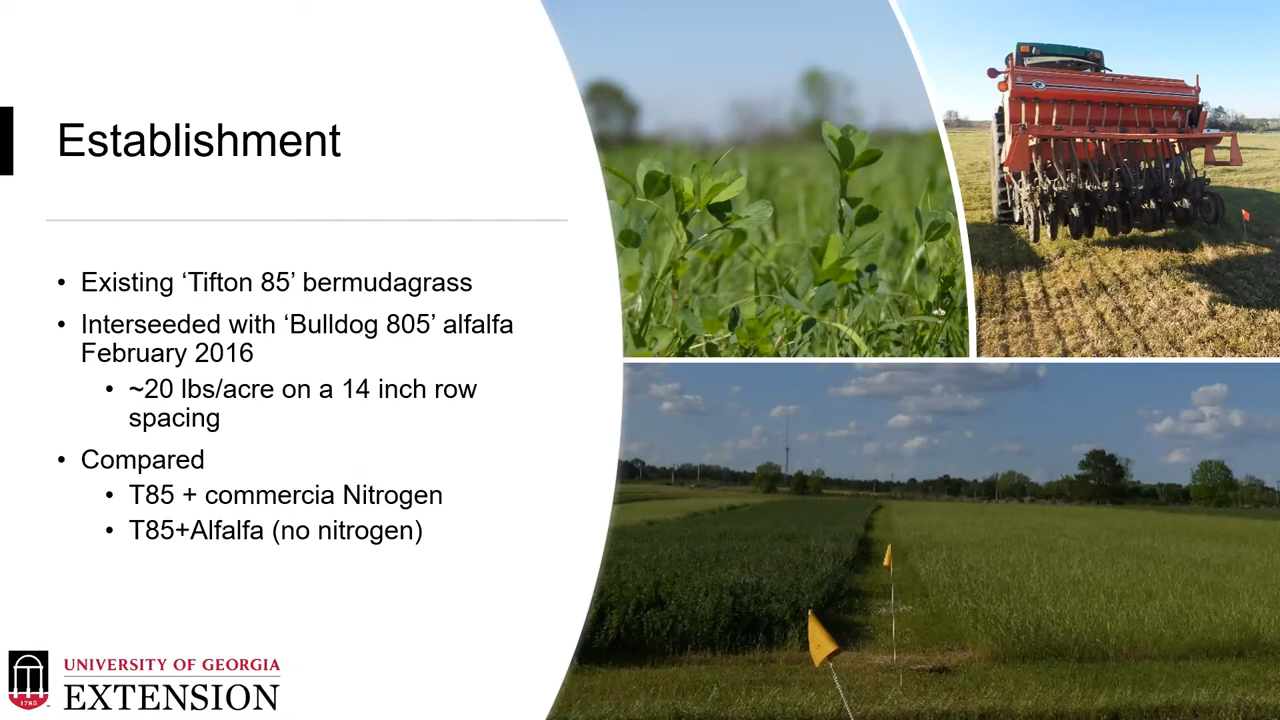 Establishment
• Existing ‘Tifton 85’ bermudagrass
• Interseeded with ‘Bulldog 805’ alfalfa
February 2016
• ~20 lbs/acre on a 14 inch row
spacing
• Compared
• T85 + commercia Nitrogen
• T85+Alfalfa (no nitrogen)
1785
UNIVERSITY OF GEORGIA
EXTENSION